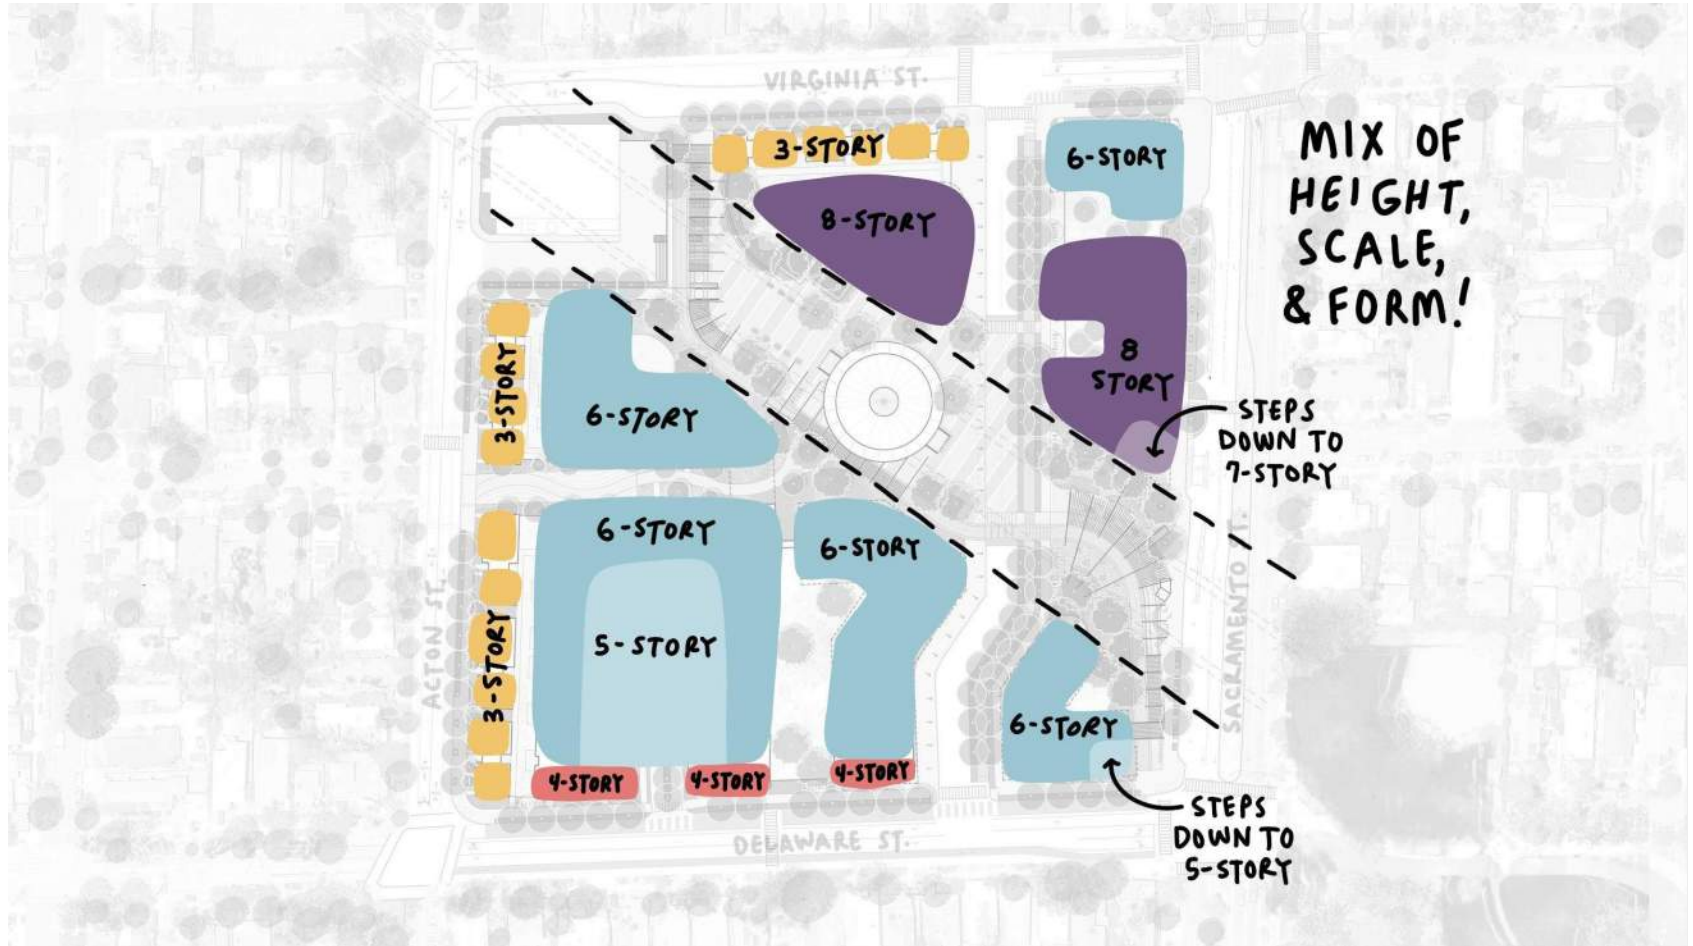 VIRGINIA ST.
3-STORY
6-STORY
MIX OF
HEIGHT,
SCALE,
& FORM!
8-STORY
8
STORY
STEPS
DOWN TO
7-STORY
3-STORY
6-STORY
6-STORY
6-STORY
5-STORY
3-STORY
ACTON ST.
SACRAMENTO ST.
6-STORY
4-STORY
4-STORY
4-STORY
STEPS
DOWN TO
5-STORY
DELAWARE ST.